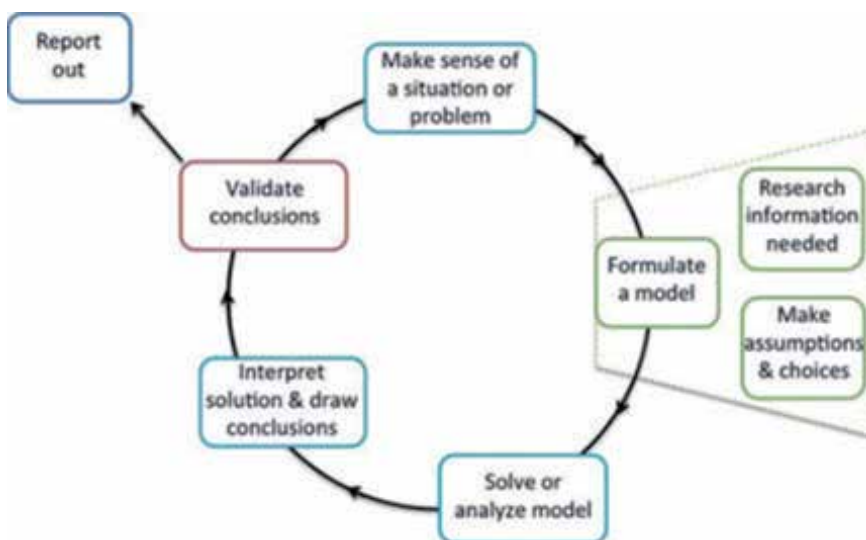 Report
out
Make sense of
a situation or
problem
Validate
conclusions
Research
information
needed
Formulate
a model
Make
assumptions
& choices
Interpret
solution & draw
conclusions
Solve or
analyze model